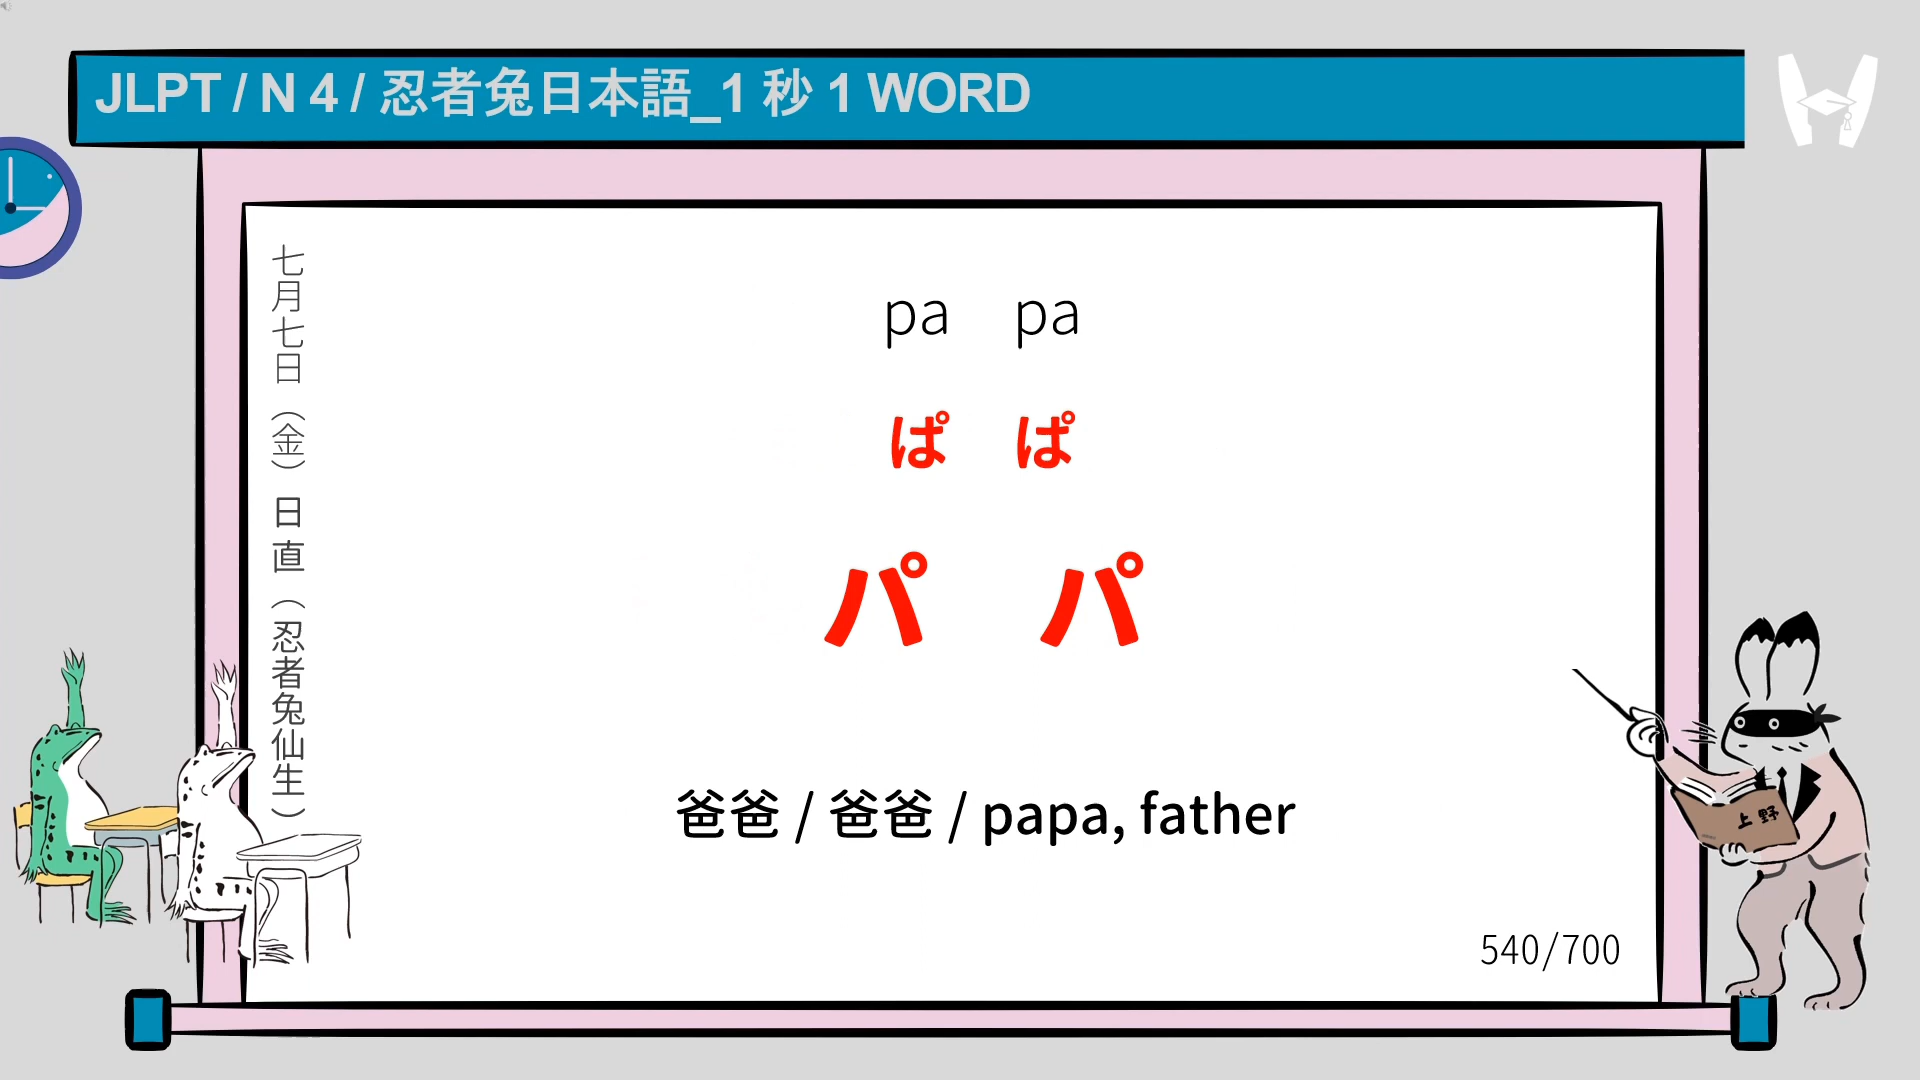 JLPT / N 4 / 忍者兔日本語_1 秒 1 WORD
七月七日（金）日直（忍者兔仙生）
pa pa
ぱ ぱ
パ パ
爸爸 / 爸爸 / papa, father
上野
540/700